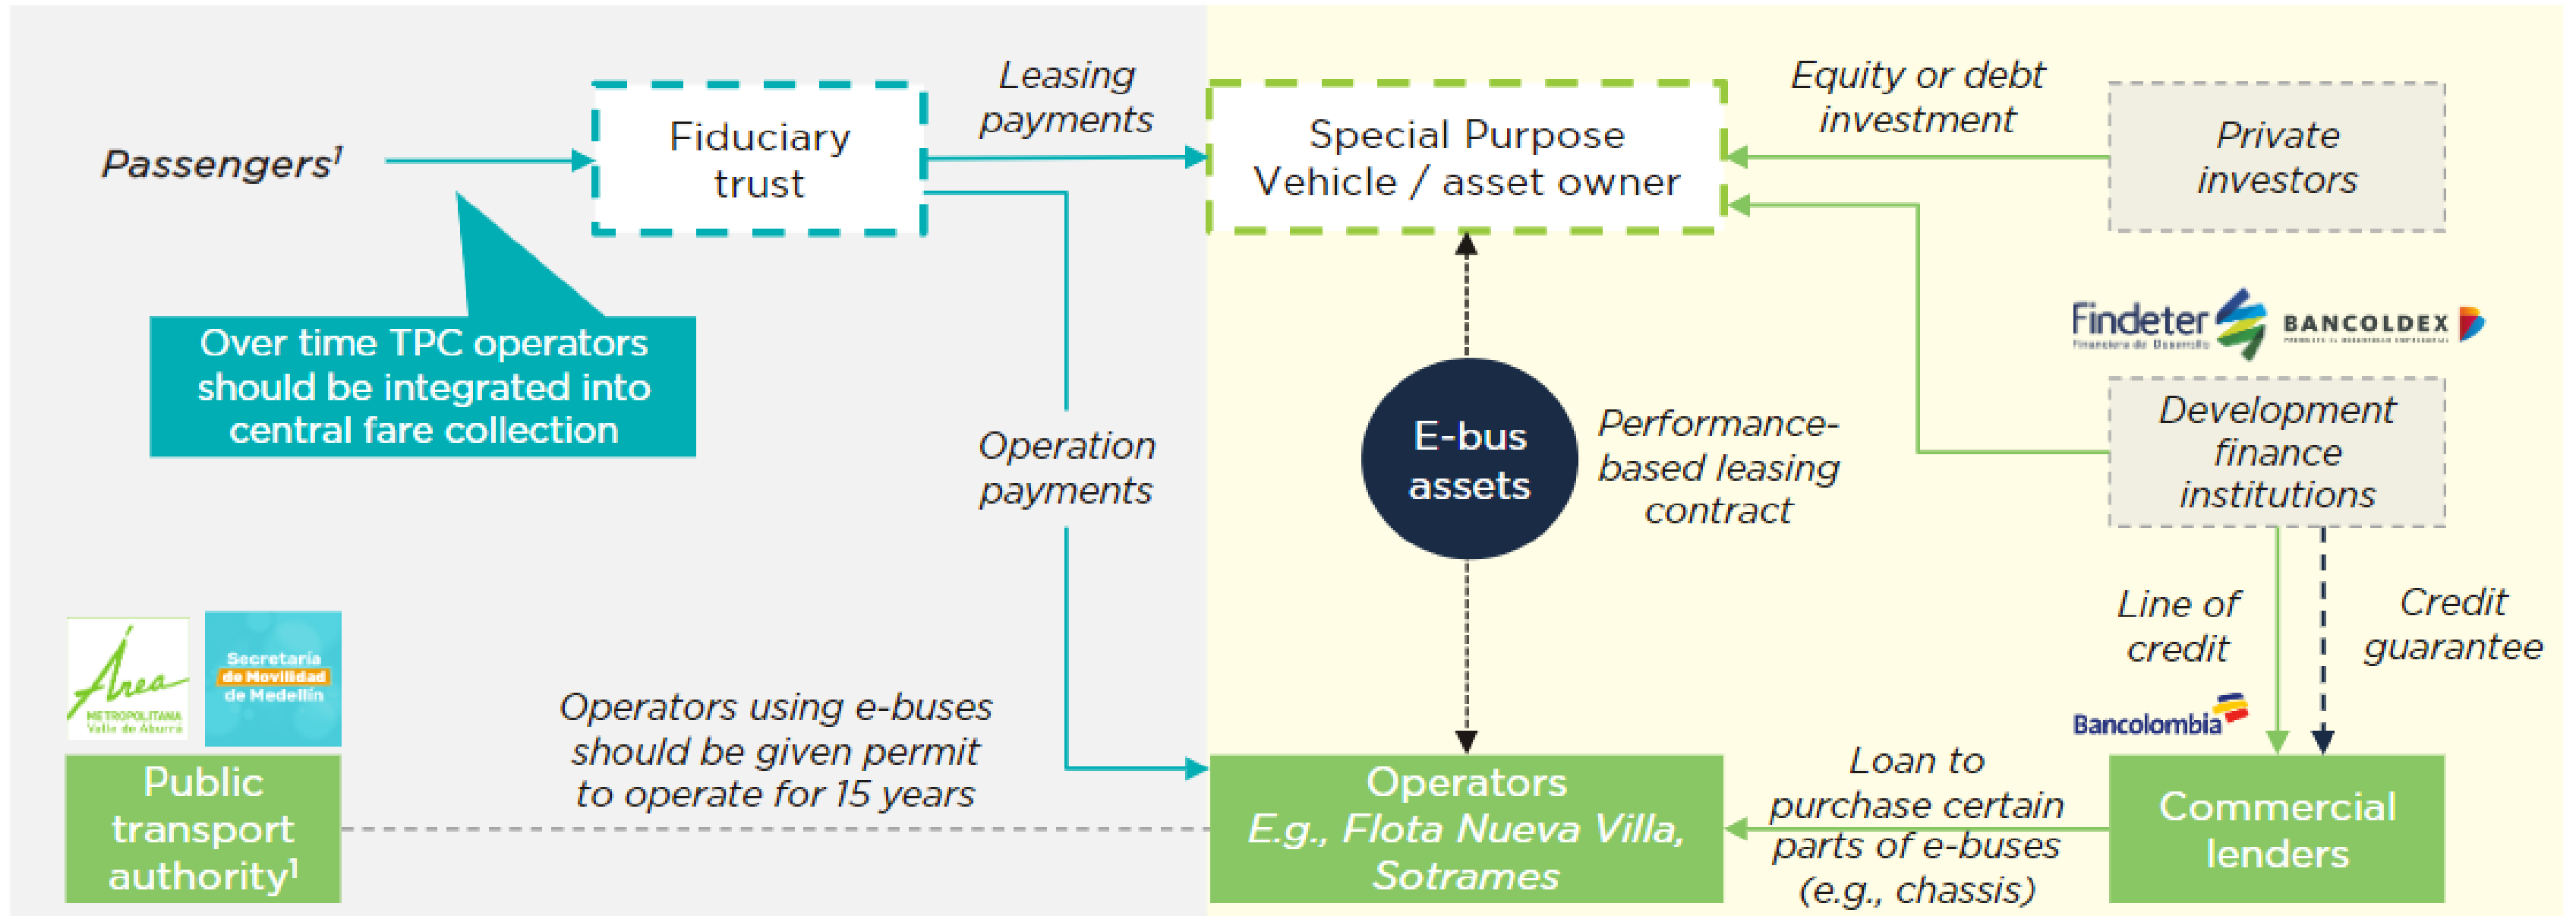 Passengers¹
Fiduciary
trust
Leasing
payments
Special Purpose
Vehicle / asset owner
Equity or debt
investment
Private
investors
Over time TPC operators
should be integrated into
central fare collection
Operation
payments
E-bus
assets
Performance-
based leasing
contract
Findeter
Financiera de Desarrollo
BANCOLDEX
Development
finance
institutions
Line of
credit
Credit
guarantee
Área
METROPOLITANA
Valle de Aburrá
Secretaría
de Movilidad
de Medellín
Public
transport
authority¹
Operators using e-buses
should be given permit
to operate for 15 years
Operators
E.g., Flota Nueva Villa,
Sotrames
Loan to
purchase certain
parts of e-buses
(e.g., chassis)
Bancolombia
Commercial
lenders